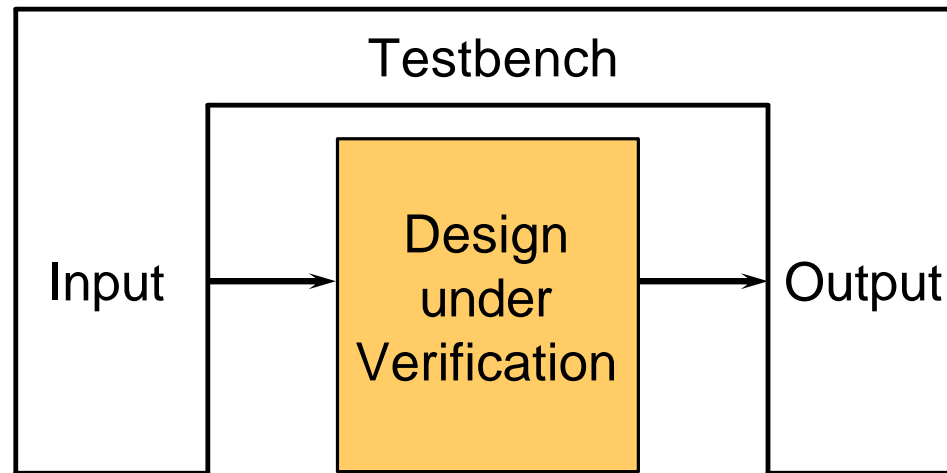 Testbench
Input
Design
under
Verification
Output